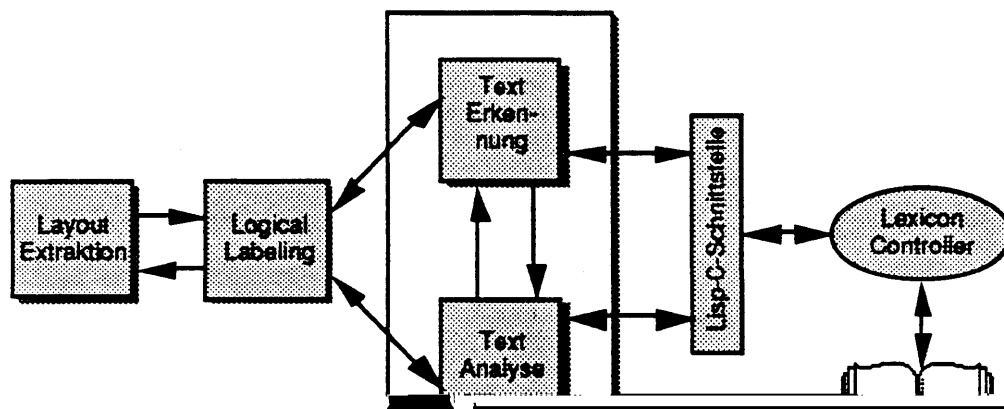 Text
Erken-
nung
Layout
Extraktion
Logical
Labeling
Lisp-C-Schnittstelle
Lexicon
Controller
Text
Analyse